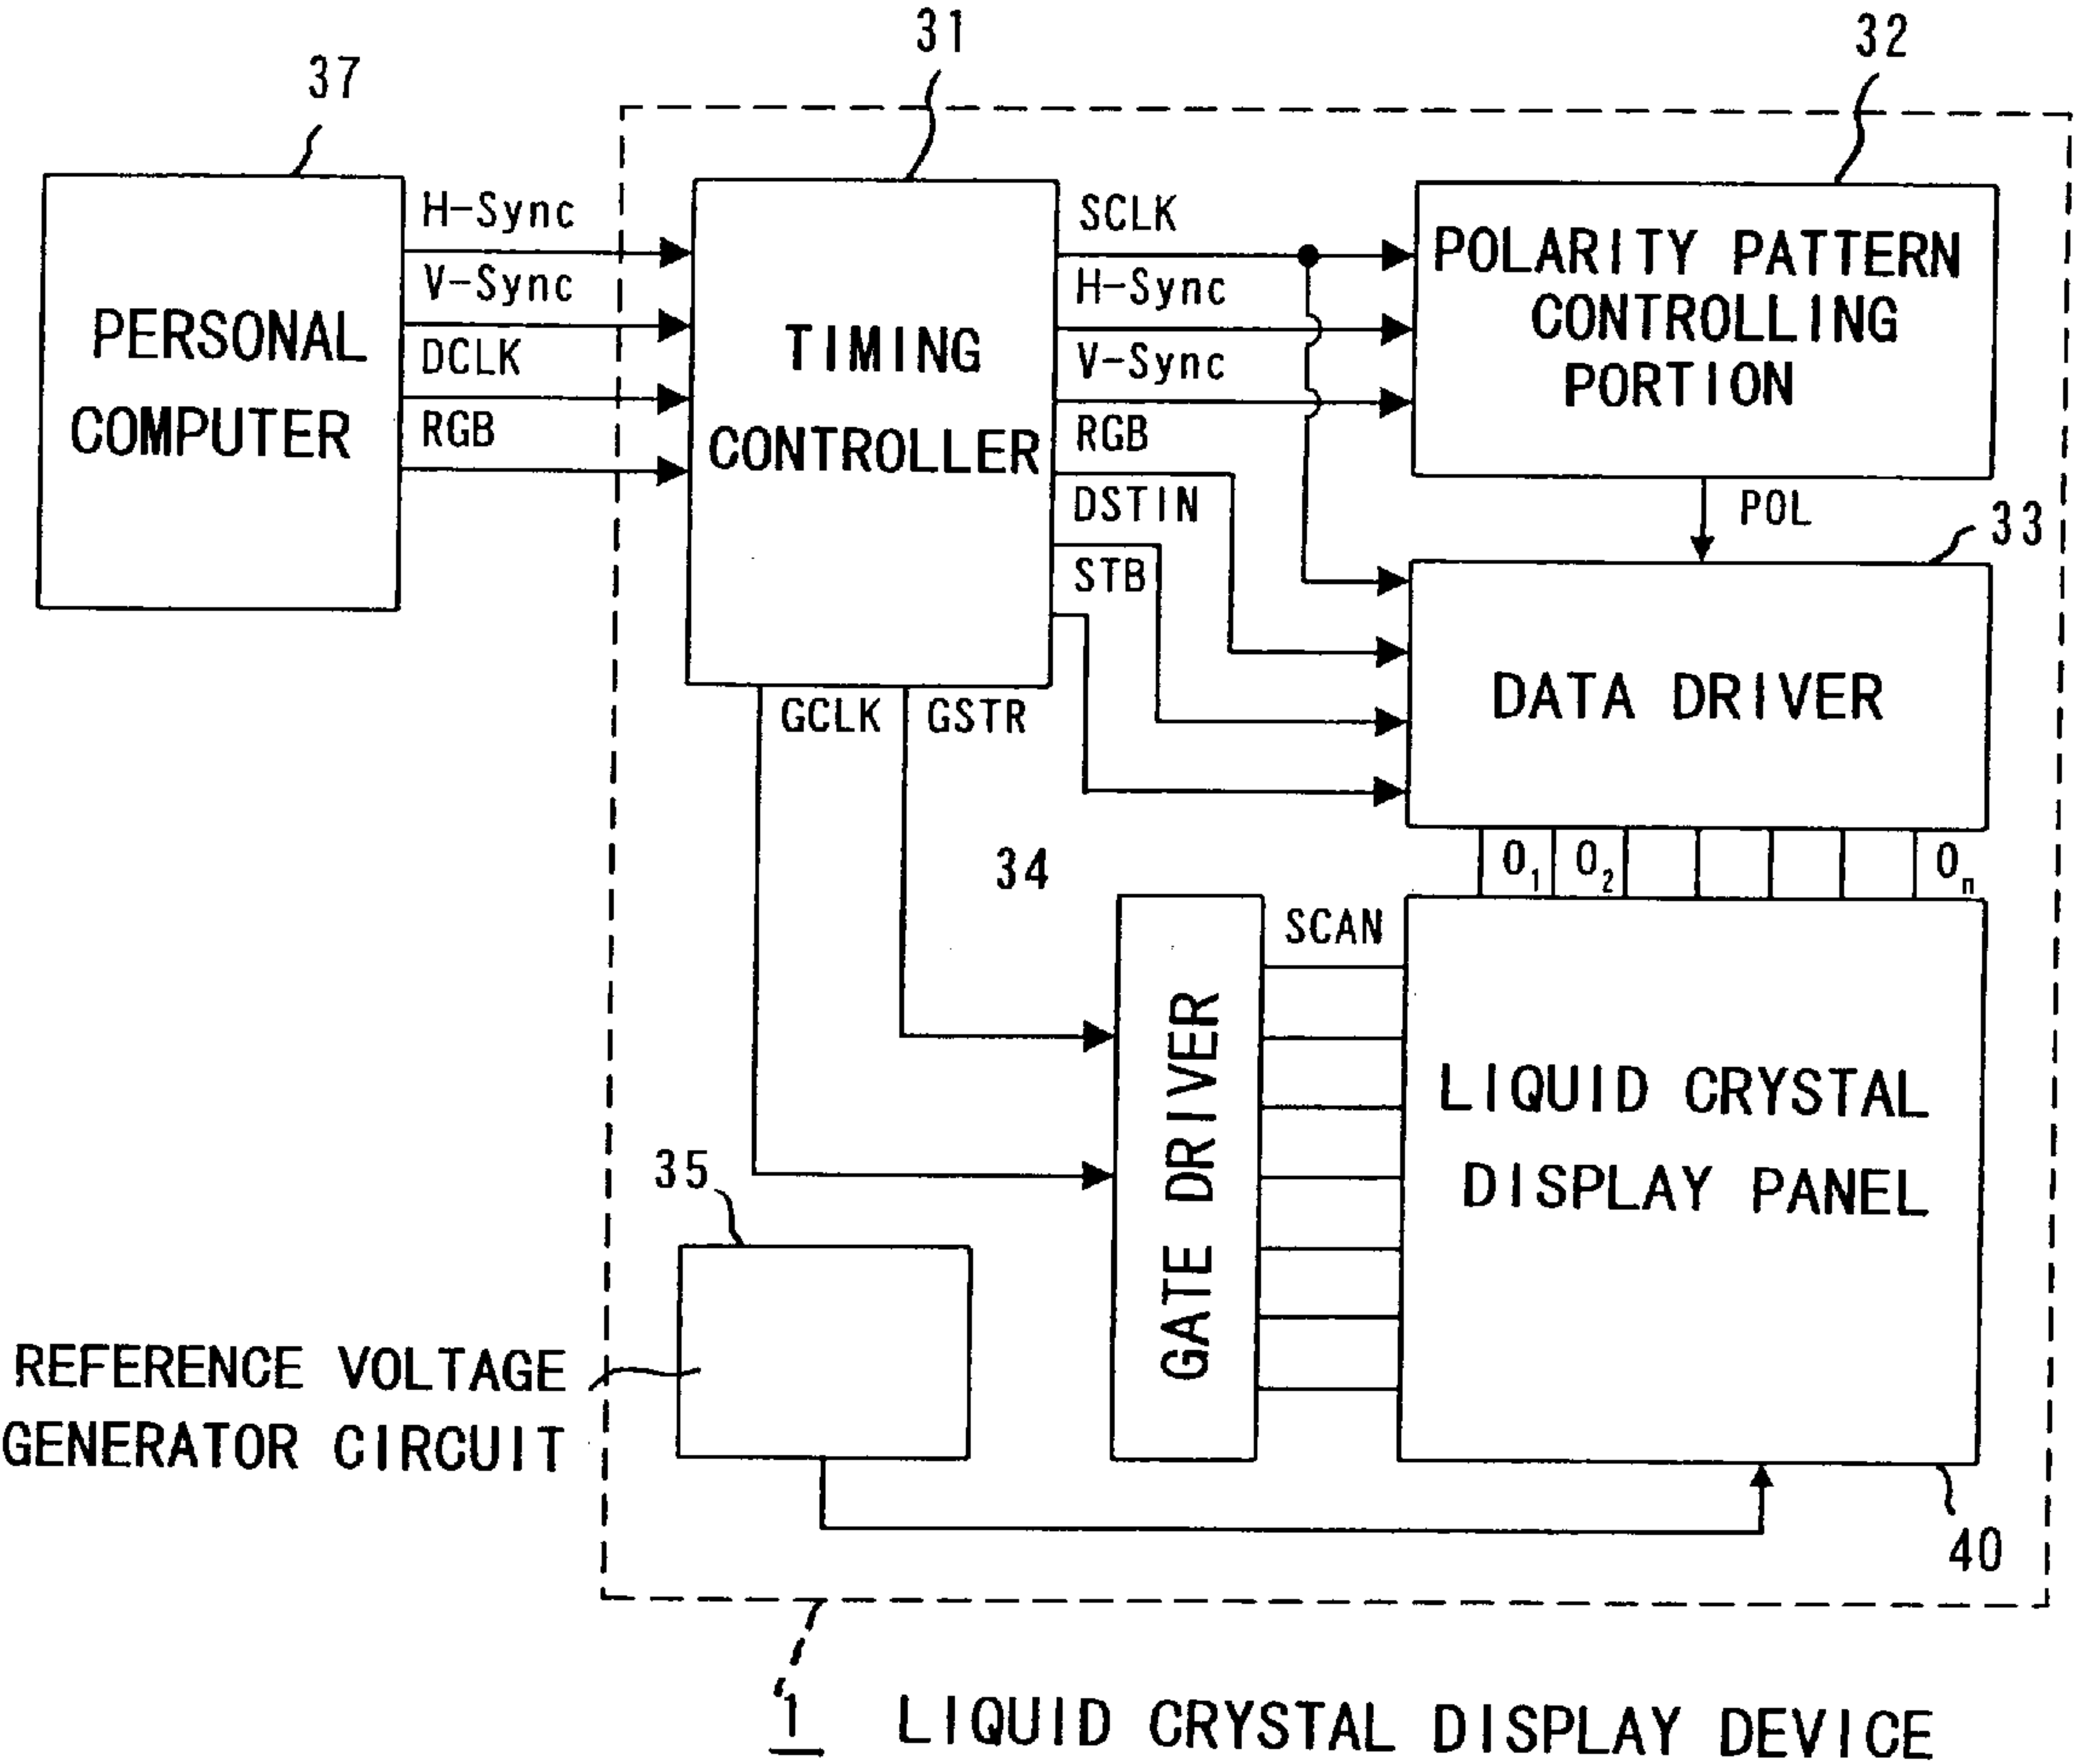 31
32
37
H-Sync
V-Sync
DCLK
RGB
PERSONAL
COMPUTER
TIMING
CONTROLLER
SCLK
H-Sync
V-Sync
RGB
DSTIN
STB
POLARITY PATTERN
CONTROLLING
PORTION
POL
33
DATA DRIVER
GCLK
GSTR
O1
O2
On
34
SCAN
GATE DRIVER
LIQUID CRYSTAL
DISPLAY PANEL
35
REFERENCE VOLTAGE
GENERATOR CIRCUIT
40
1 LIQUID CRYSTAL DISPLAY DEVICE